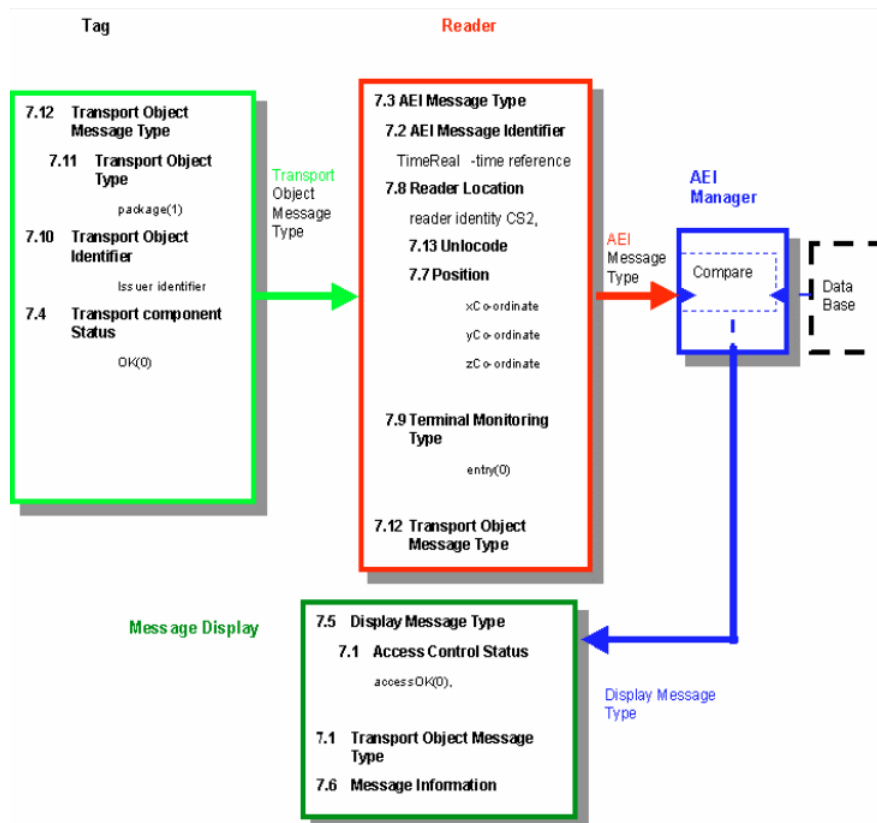 Tag
Reader
7.12 Transport Object
Message Type
7.11 Transport Object
Type
package(1)
7.10 Transport Object
Identifier
Issuer identifier
7.4 Transport component
Status
OK(0)
Transport
Object
Message
Type
7.3 AEI Message Type
7.2 AEI Message Identifier
TimeReal -time reference
7.8 Reader Location
reader identity CS2,
7.13 Unlocode
7.7 Position
xCo-ordinate
yCo-ordinate
zCo-ordinate
7.9 Terminal Monitoring
Type
entry(0)
7.12 Transport Object
Message Type
AEI
Message
Type
AEI
Manager
Compare
Data
Base
Message Display
7.5 Display Message Type
7.1 Access Control Status
accessOK(0),
7.1 Transport Object Message
Type
7.6 Message Information
Display Message
Type